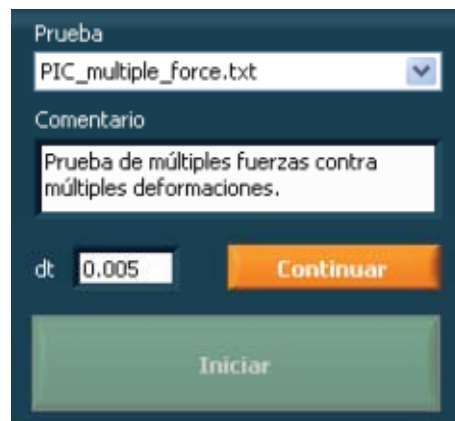 Prueba
PIC_multiple_force.txt
Comentario
Prueba de múltiples fuerzas contra
múltiples deformaciones.
dt 0.005 Continuar
Iniciar